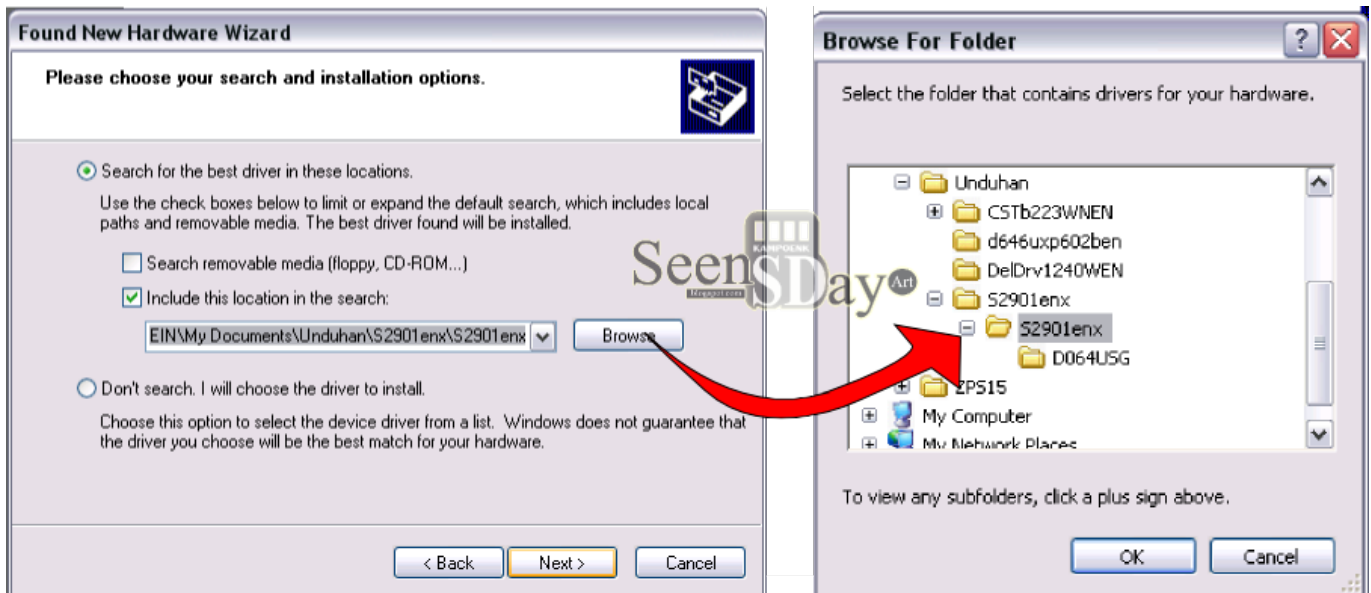 Found New Hardware Wizard
Please choose your search and installation options.
Search for the best driver in these locations.
Use the check boxes below to limit or expand the default search, which includes local
paths and removable media. The best driver found will be installed.
Search removable media (floppy, CD-ROM...)
Include this location in the search:
EIN\My Documents\Unduhan\S2901enx\S2901enx
Browse
Don't search. I will choose the driver to install.
Choose this option to select the device driver from a list. Windows does not guarantee that
the driver you choose will be the best match for your hardware.
< Back
Next >
Cancel
KAMPOENK
SeenSDay Art
blogspot.com
Browse For Folder
Select the folder that contains drivers for your hardware.
Unduhan
CSTb223WNEN
d646uxp602ben
DelDrv1240WEN
S2901enx
S2901enx
D064USG
ZPS15
My Computer
My Network Places
To view any subfolders, click a plus sign above.
OK
Cancel